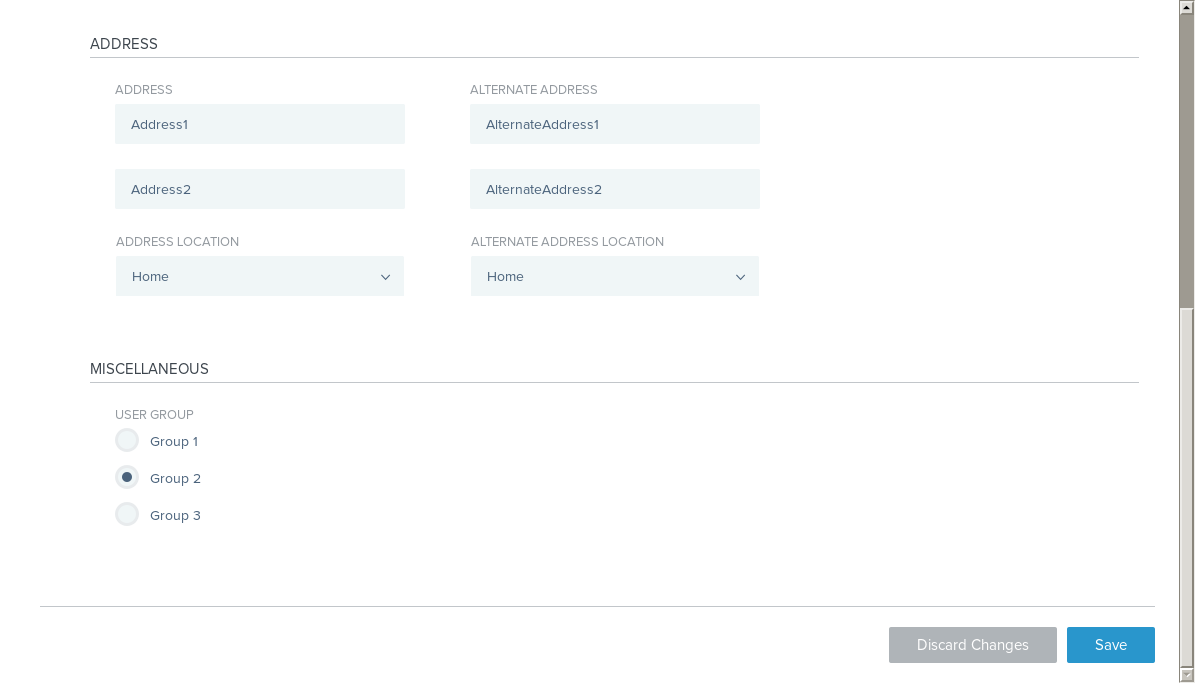 ADDRESS
ADDRESS
ALTERNATE ADDRESS
Address1
AlternateAddress1
Address2
AlternateAddress2
ADDRESS LOCATION
ALTERNATE ADDRESS LOCATION
Home
Home
MISCELLANEOUS
USER GROUP
Group 1
Group 2
Group 3
Discard Changes
Save